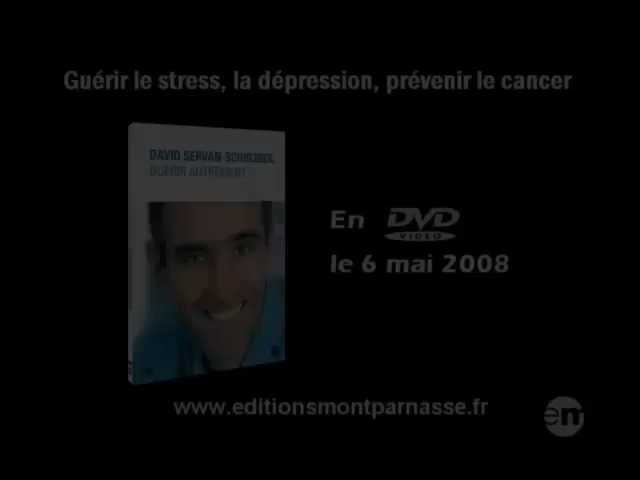 Guérir le stress, la dépression, prévenir le cancer
DAVID SERVAN-SCHREIBER,
GUÉRIR AUTREMENT
En DVD
VIDEO
le 6 mai 2008
www.editionsmontparnasse.fr
em